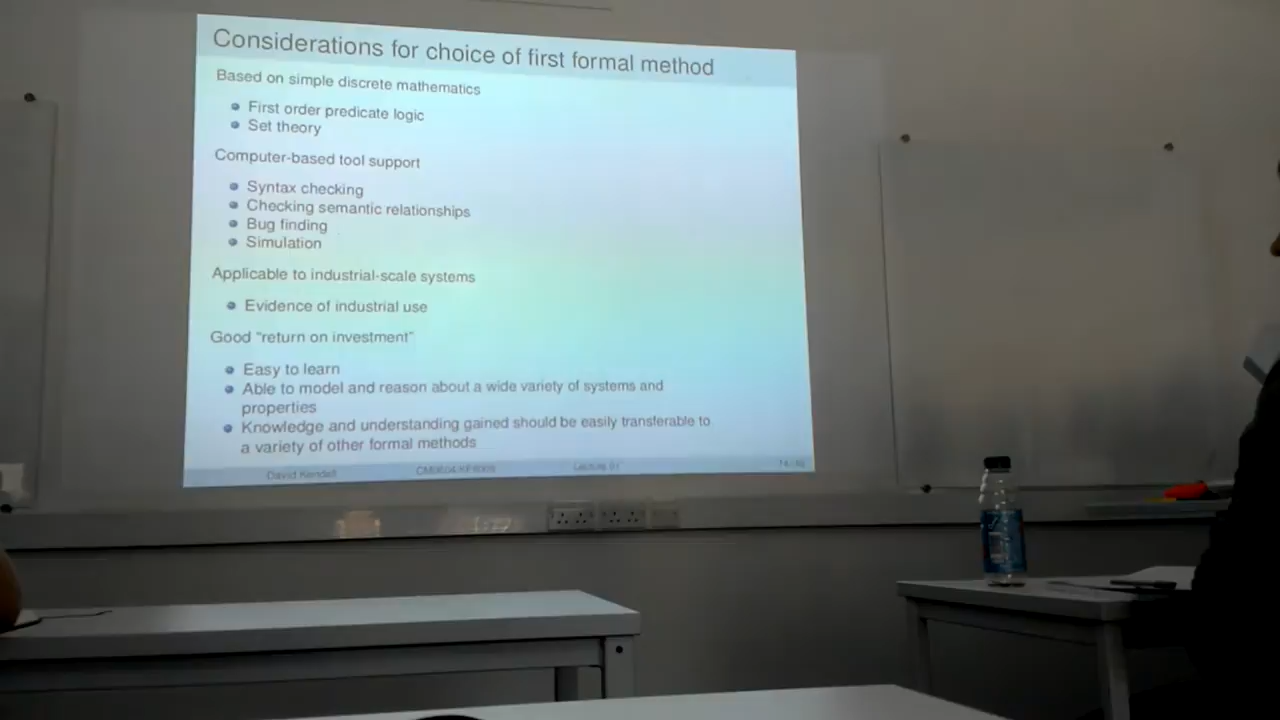 Considerations for choice of first formal method
Based on simple discrete mathematics
First order predicate logic
Set theory
Computer-based tool support
Syntax checking
Checking semantic relationships
Bug finding
Simulation
Applicable to industrial-scale systems
Evidence of industrial use
Good “return on investment”
Easy to learn
Able to model and reason about a wide variety of systems and
properties
Knowledge and understanding gained should be easily transferable to
a variety of other formal methods
David Kendall
Lecture 01